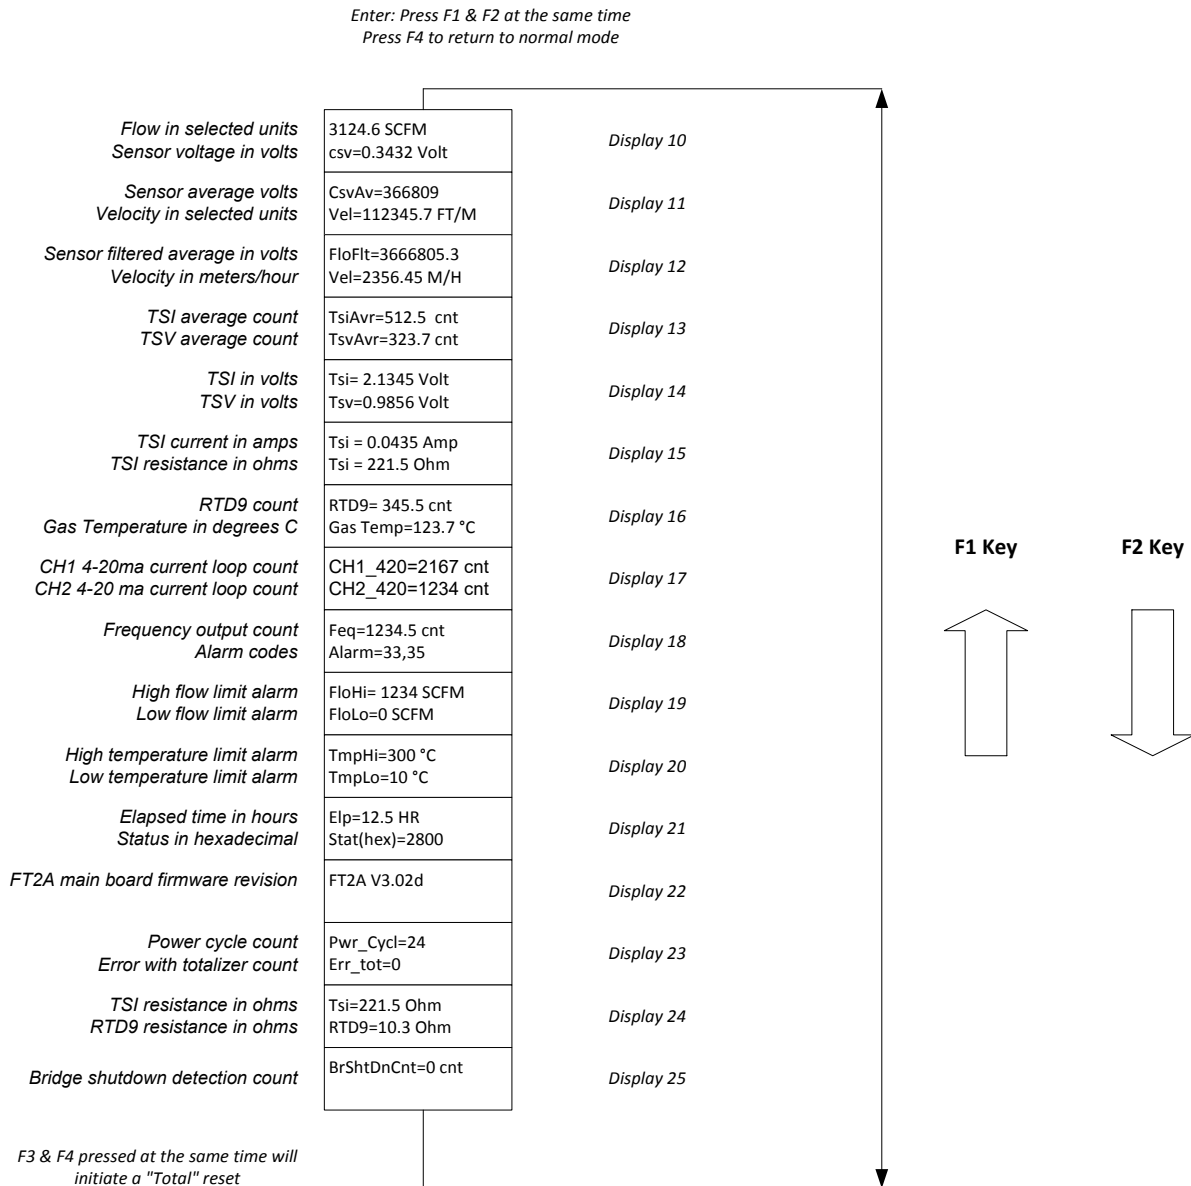 Enter: Press F1 & F2 at the same time
Press F4 to return to normal mode
Flow in selected units
Sensor voltage in volts
3124.6 SCFM
csv=0.3432 Volt
Display 10
Sensor average volts
Velocity in selected units
CsvAv=366809
Vel=112345.7 FT/M
Display 11
Sensor filtered average in volts
Velocity in meters/hour
FloFlt=3666805.3
Vel=2356.45 M/H
Display 12
TSI average count
TSV average count
TsiAvr=512.5 cnt
TsvAvr=323.7 cnt
Display 13
TSI in volts
TSV in volts
Tsi= 2.1345 Volt
Tsv=0.9856 Volt
Display 14
TSI current in amps
TSI resistance in ohms
Tsi = 0.0435 Amp
Tsi = 221.5 Ohm
Display 15
RTD9 count
Gas Temperature in degrees C
RTD9= 345.5 cnt
Gas Temp=123.7 °C
Display 16
CH1 4-20ma current loop count
CH2 4-20 ma current loop count
CH1_420=2167 cnt
CH2_420=1234 cnt
Display 17
F1 Key
F2 Key
Frequency output count
Alarm codes
Feq=1234.5 cnt
Alarm=33,35
Display 18
High flow limit alarm
Low flow limit alarm
FloHi= 1234 SCFM
FloLo=0 SCFM
Display 19
High temperature limit alarm
Low temperature limit alarm
TmpHi=300 °C
TmpLo=10 °C
Display 20
Elapsed time in hours
Status in hexadecimal
Elp=12.5 HR
Stat(hex)=2800
Display 21
FT2A main board firmware revision
FT2A V3.02d
Display 22
Power cycle count
Error with totalizer count
Pwr_Cycl=24
Err_tot=0
Display 23
TSI resistance in ohms
RTD9 resistance in ohms
Tsi=221.5 Ohm
RTD9=10.3 Ohm
Display 24
Bridge shutdown detection count
BrShtDnCnt=0 cnt
Display 25
F3 & F4 pressed at the same time will
initiate a "Total" reset